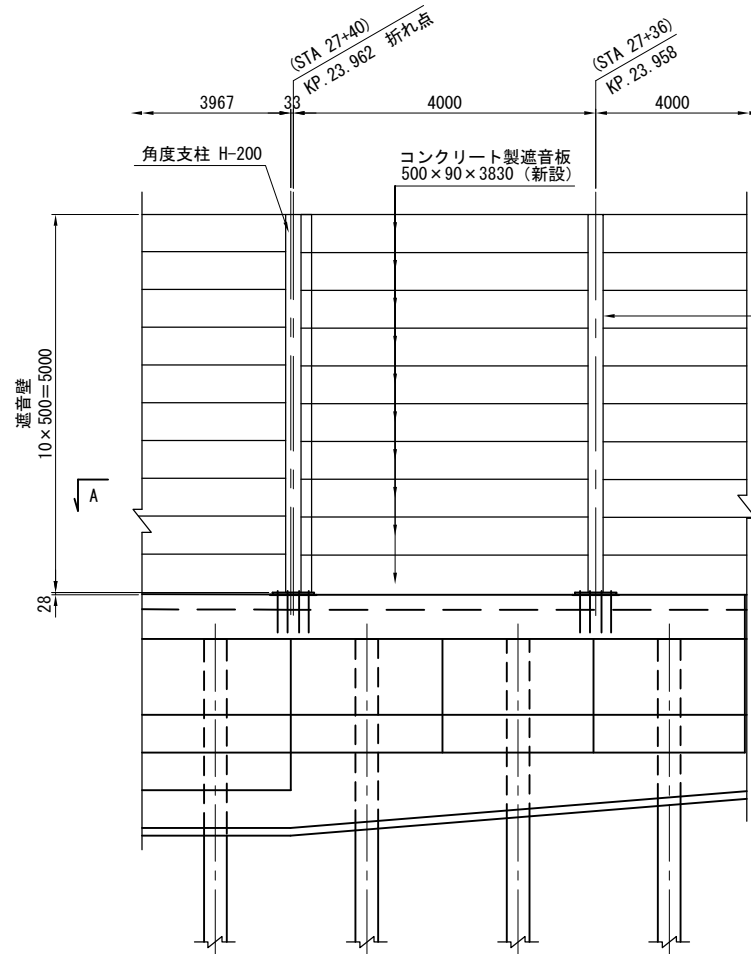 (STA 27+40)
KP.23.962 折れ点
(STA 27+36)
KP.23.958
3967
33
4000
4000
角度支柱 H-200
コンクリート製遮音板
500×90×3830（新設）
遮音壁
10×500=5000
A
28